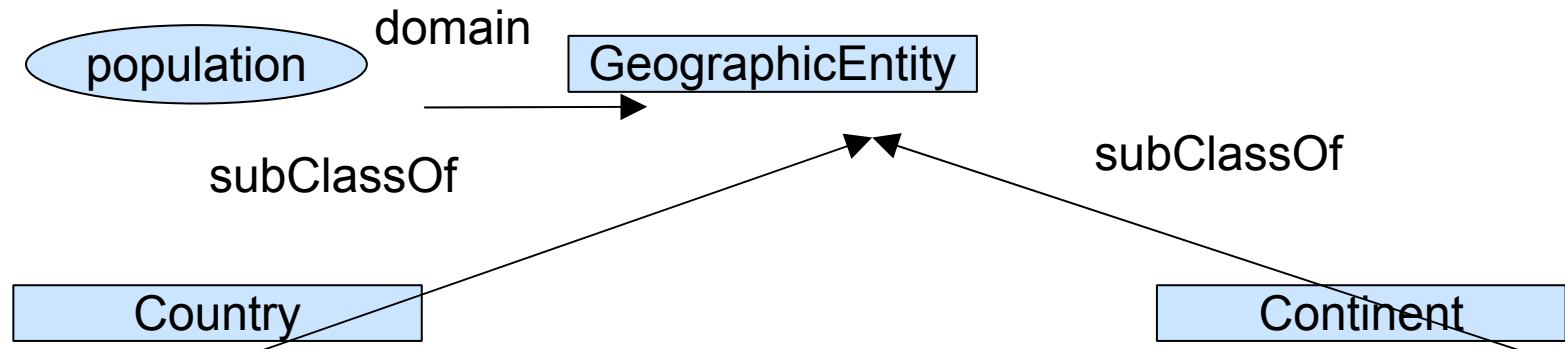 domain
population
GeographicEntity
subClassOf
subClassOf
Country
Continent